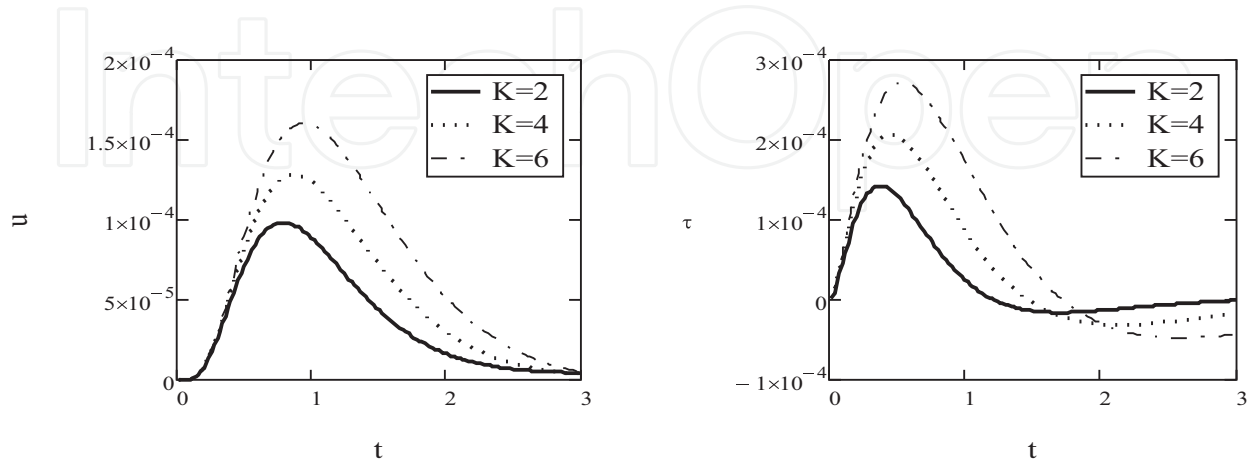 IntechOpen
2×10⁻⁴
1.5×10⁻⁴
1×10⁻⁴
5×10⁻⁵
0
0
1
2
3
u
t
K=2
K=4
K=6
3×10⁻⁴
2×10⁻⁴
1×10⁻⁴
0
−1×10⁻⁴
0
1
2
3
τ
t
K=2
K=4
K=6